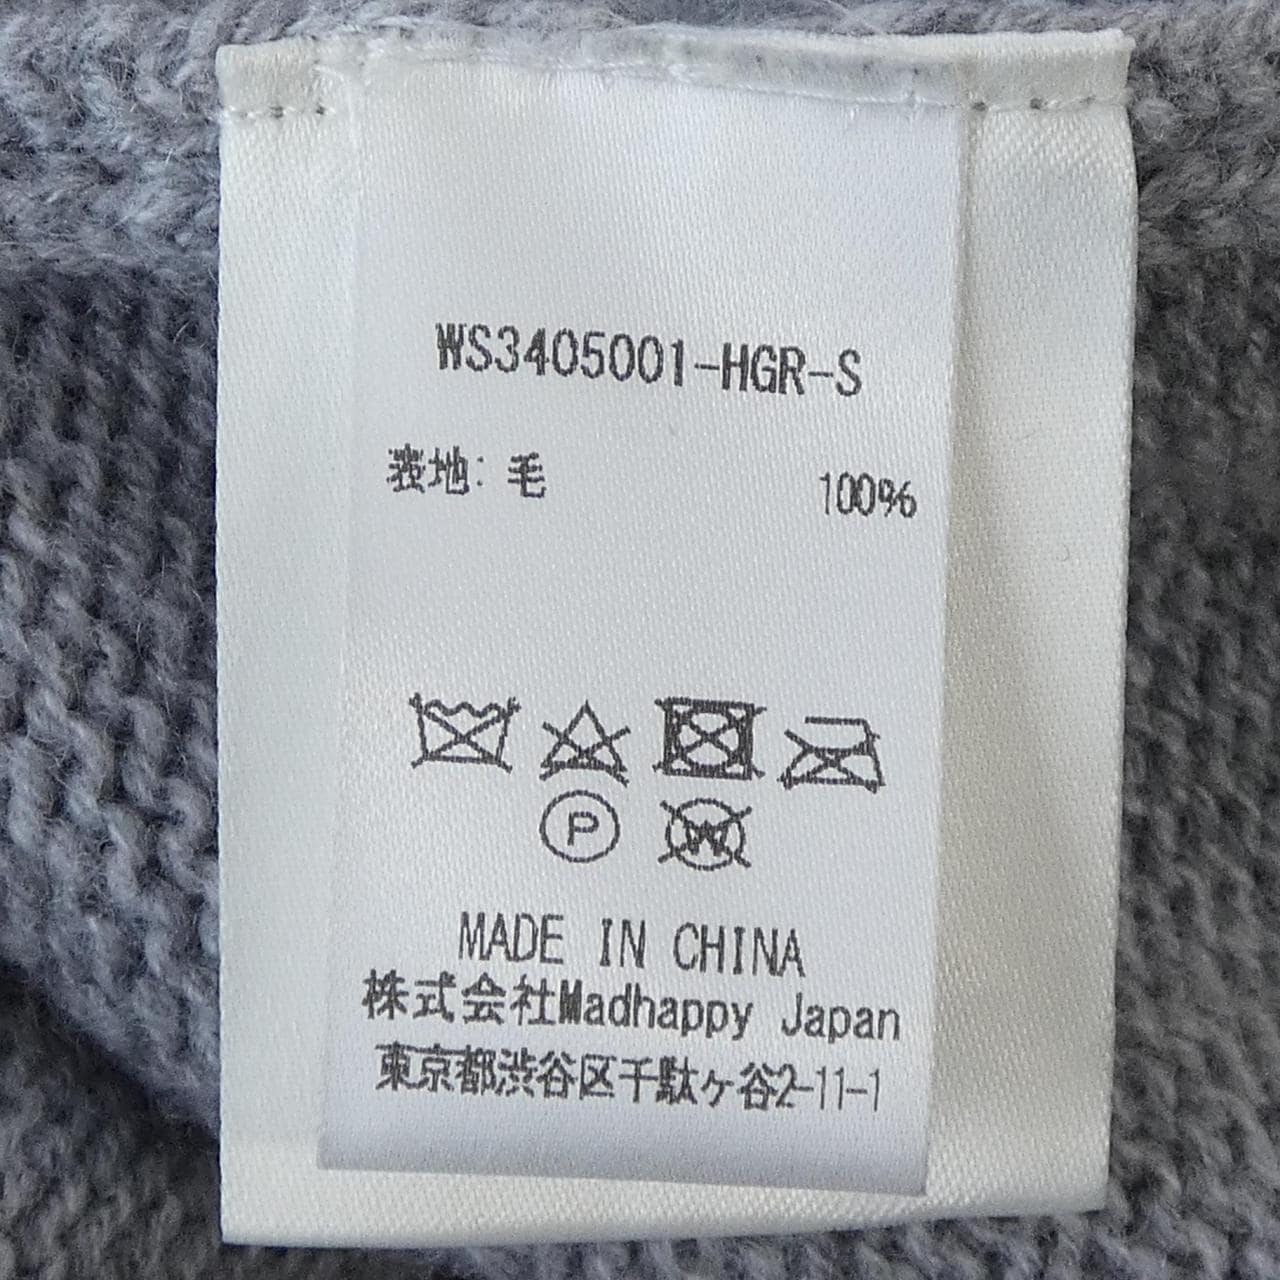 WS3405001-HGR-S
表地: 毛 100%
P
W
MADE IN CHINA
株式会社Madhappy Japan
東京都渋谷区千駄ヶ谷2-11-1